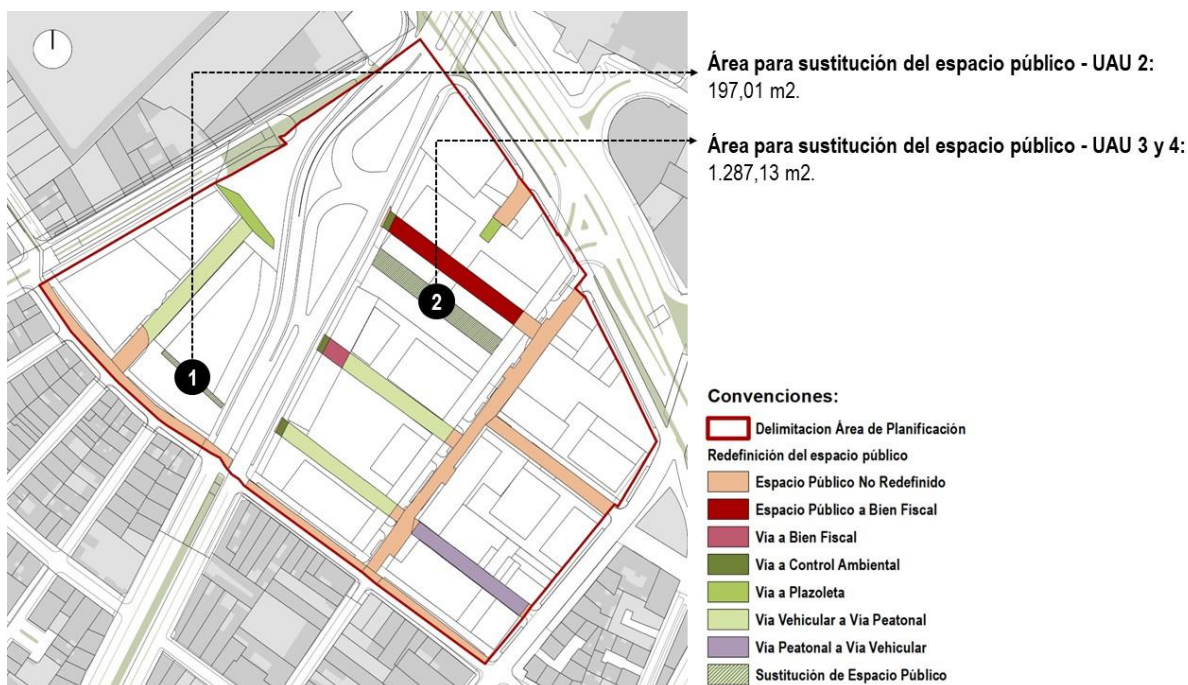 Área para sustitución del espacio público - UAU 2:
197,01 m2.
Área para sustitución del espacio público - UAU 3 y 4:
1.287,13 m2.
1
2
Convenciones:
Delimitacion Área de Planificación
Redefinición del espacio público
Espacio Público No Redefinido
Espacio Público a Bien Fiscal
Vía a Bien Fiscal
Vía a Control Ambiental
Vía a Plazoleta
Vía Vehicular a Vía Peatonal
Vía Peatonal a Vía Vehicular
Sustitución de Espacio Público